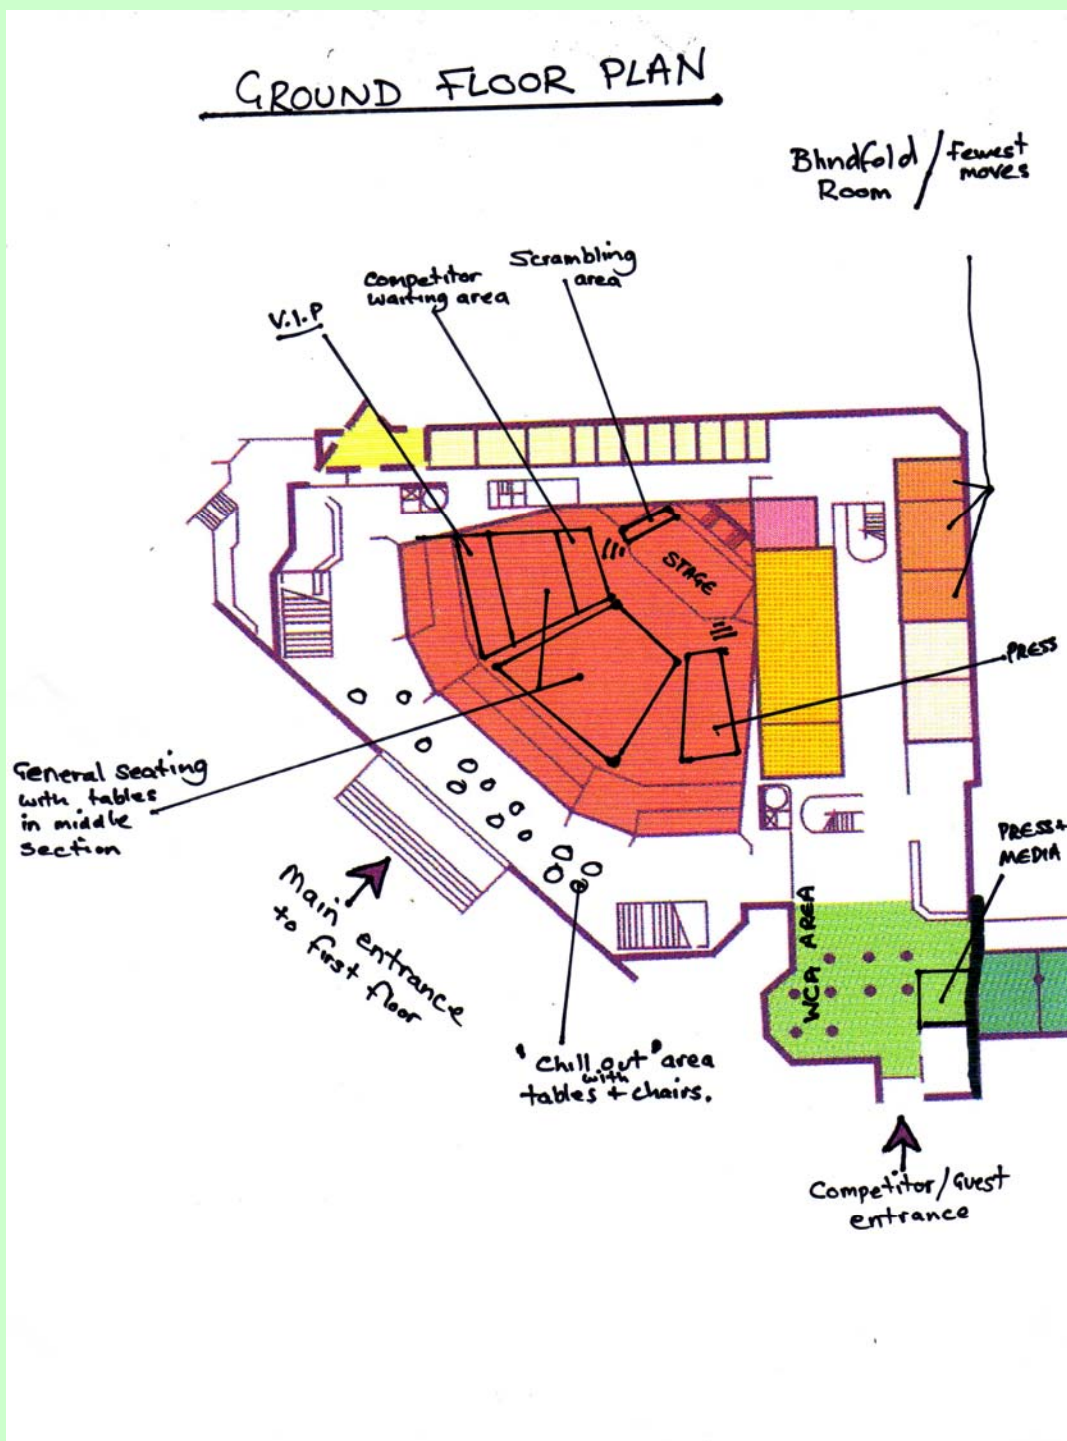 GROUND FLOOR PLAN
Blindfold / fewest
Room moves
Scrambling
area
Competitor
waiting area
V.I.P
STAGE
PRESS
General seating
with tables
in middle
section
PRESS +
MEDIA
Main entrance
to first
floor
WCA AREA
"Chill out" area
with
tables + chairs.
Competitor/Guest
entrance